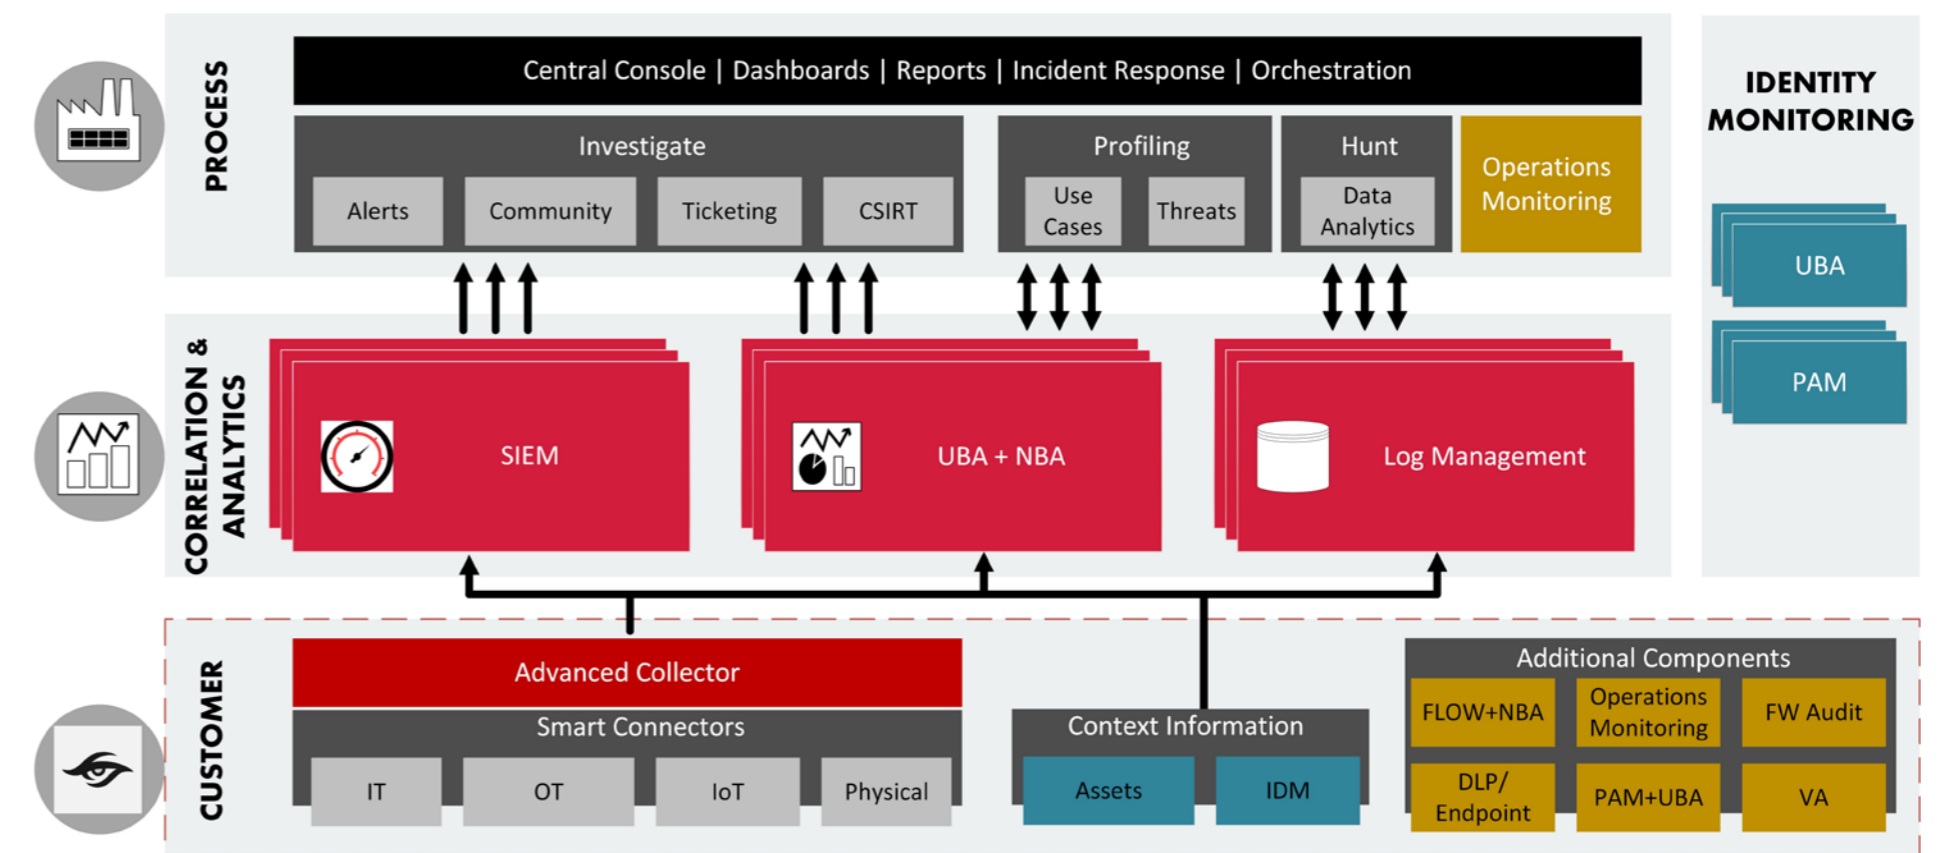 PROCESS
Central Console | Dashboards | Reports | Incident Response | Orchestration
Investigate
Alerts
Community
Ticketing
CSIRT
Profiling
Use
Cases
Threats
Hunt
Data
Analytics
Operations
Monitoring
IDENTITY
MONITORING
UBA
PAM
CORRELATION &
ANALYTICS
SIEM
UBA + NBA
Log Management
CUSTOMER
Advanced Collector
Smart Connectors
IT
OT
IoT
Physical
Context Information
Assets
IDM
Additional Components
FLOW+NBA
Operations
Monitoring
FW Audit
DLP/
Endpoint
PAM+UBA
VA